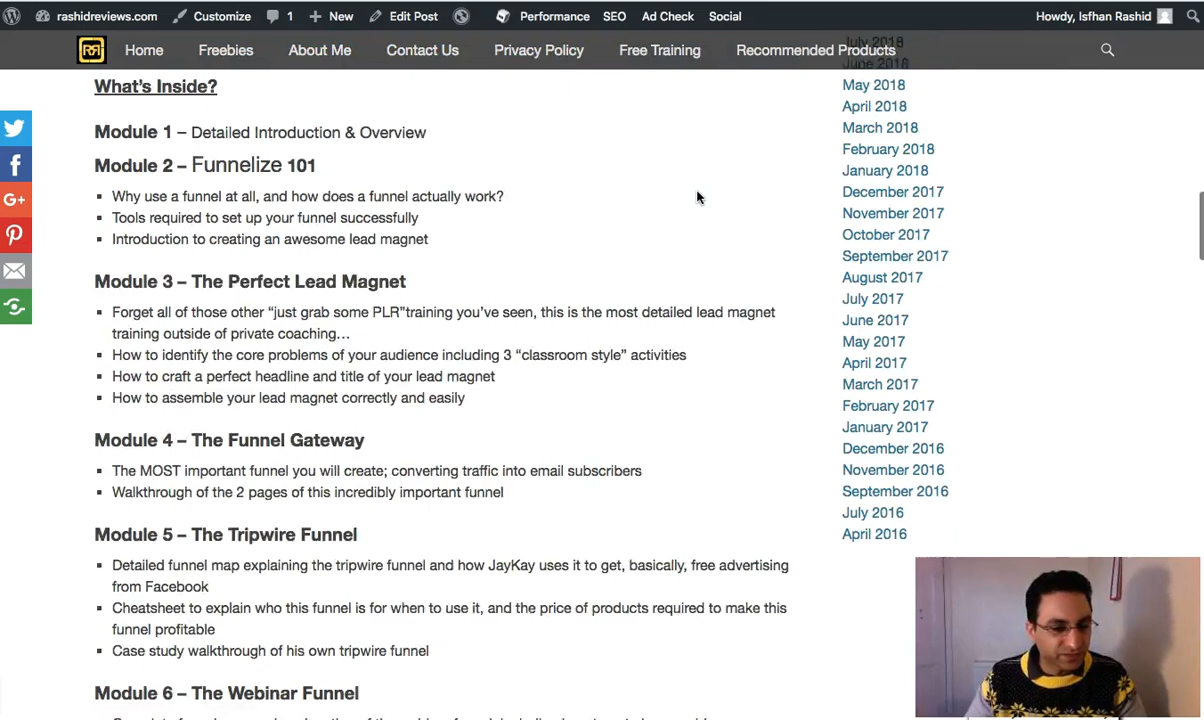 rashidreviews.com Customize 1 New Edit Post Performance SEO Ad Check Social Howdy, Isfhan Rashid
RR Home Freebies About Me Contact Us Privacy Policy Free Training Recommended Products
What's Inside?
Module 1 – Detailed Introduction & Overview
Module 2 – Funnelize 101
Why use a funnel at all, and how does a funnel actually work?
Tools required to set up your funnel successfully
Introduction to creating an awesome lead magnet
Module 3 – The Perfect Lead Magnet
Forget all of those other “just grab some PLR”training you've seen, this is the most detailed lead magnet
training outside of private coaching…
How to identify the core problems of your audience including 3 “classroom style” activities
How to craft a perfect headline and title of your lead magnet
How to assemble your lead magnet correctly and easily
Module 4 – The Funnel Gateway
The MOST important funnel you will create; converting traffic into email subscribers
Walkthrough of the 2 pages of this incredibly important funnel
Module 5 – The Tripwire Funnel
Detailed funnel map explaining the tripwire funnel and how JayKay uses it to get, basically, free advertising
from Facebook
Cheatsheet to explain who this funnel is for when to use it, and the price of products required to make this
funnel profitable
Case study walkthrough of his own tripwire funnel
Module 6 – The Webinar Funnel
July 2018
June 2018
May 2018
April 2018
March 2018
February 2018
January 2018
December 2017
November 2017
October 2017
September 2017
August 2017
July 2017
June 2017
May 2017
April 2017
March 2017
February 2017
January 2017
December 2016
November 2016
September 2016
July 2016
April 2016
G+